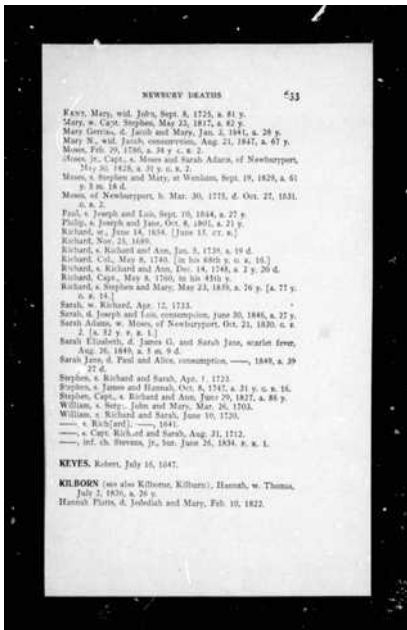 NEWBURY DEATHS 633
KENT, Mary, wid. John, Sept. 8, 1725, a. 81 y.
Mary, w. Capt. Stephen, May 23, 1817, a. 82 y.
Mary Gerrish, d. Jacob and Mary, Jan. 2, 1841, a. 28 y.
Mary N., wid. Jacob, consumption, Aug. 21, 1847, a. 67 y.
Moses, Feb. 29, 1786, a. 34 y. G. R. 2.
Moses, jr., Capt., s. Moses and Sarah Adams, of Newburyport,
May 30, 1828, a. 31 y. G. R. 2.
Moses, s. Stephen and Mary, at Wenham, Sept. 19, 1829, a. 61
y. 3 m. 18 d.
Moses, of Newburyport, b. Mar. 30, 1775, d. Oct. 27, 1831.
G. R. 2.
Paul, s. Joseph and Lois, Sept. 10, 1844, a. 27 y.
Philip, s. Joseph and Jane, Oct. 8, 1801, a. 21 y.
Richard, sr., June 14, 1654. [June 15. CT. R.]
Richard, Nov. 25, 1689.
Richard, s. Richard and Ann, Jan. 3, 1739, a. 19 d.
Richard, Col., May 8, 1740. [in his 68th y. G. R. 16.]
Richard, s. Richard and Ann, Dec. 14, 1748, a. 2 y. 20 d.
Richard, Capt., May 8, 1760, in his 45th y.
Richard, s. Stephen and Mary, May 23, 1859, a. 76 y. [a. 77 y.
G. R. 14.]
Sarah, w. Richard, Apr. 12, 1733.
Sarah, d. Joseph and Lois, consumption, June 30, 1846, a. 27 y.
Sarah Adams, w. Moses, of Newburyport, Oct. 21, 1830. G. R.
2. [a. 52 y. P. R. 1.]
Sarah Elizabeth, d. James G. and Sarah Jane, scarlet fever,
Aug. 26, 1849, a. 5 m. 9 d.
Sarah Jane, d. Paul and Alice, consumption, ——, 1849, a. 39
27 d.
Stephen, s. Richard and Sarah, Apr. 1723.
Stephen, s. James and Hannah, Oct. 8, 1747, a. 31 y. G. R. 16.
Stephen, Capt., s. Richard and Ann, June 29, 1827, a. 86 y.
William, s. Serg. John and Mary, Mar. 26, 1703.
William, s. Richard and Sarah, June 10, 1720.
——, s. Rich[ard], ——, 1641.
——, s. Capt. Richard and Sarah, Aug. 31, 1712.
——, inf. ch. Stevens, jr., bur. June 26, 1834. P. R. 1.
KEYES, Robert, July 16, 1647.
KILBORN (see also Kilborne, Kilburn), Hannah, w. Thomas,
July 2, 1826, a. 26 y.
Hannah Platts, d. Jedediah and Mary, Feb. 10, 1822.